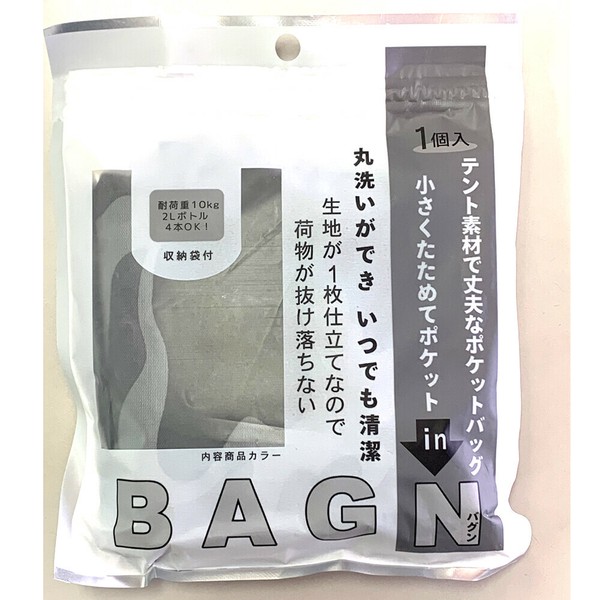 1個入
テント素材で丈夫なポケットバッグ
小さくたためてポケット
in
丸洗いができ いつでも清潔
生地が1枚仕立てなので
荷物が抜け落ちない
耐荷重10kg
2Lボトル
4本OK!
収納袋付
内容商品カラー
BAGN
バグン